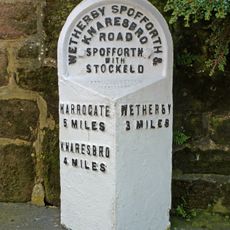 WETHERBY SPOFFORTH &
KNARESBRO
ROAD
SPOFFORTH
WITH
STOCKELD
HARROGATE
5 MILES
KNARESBRO
4 MILES
WETHERBY
3 MILES